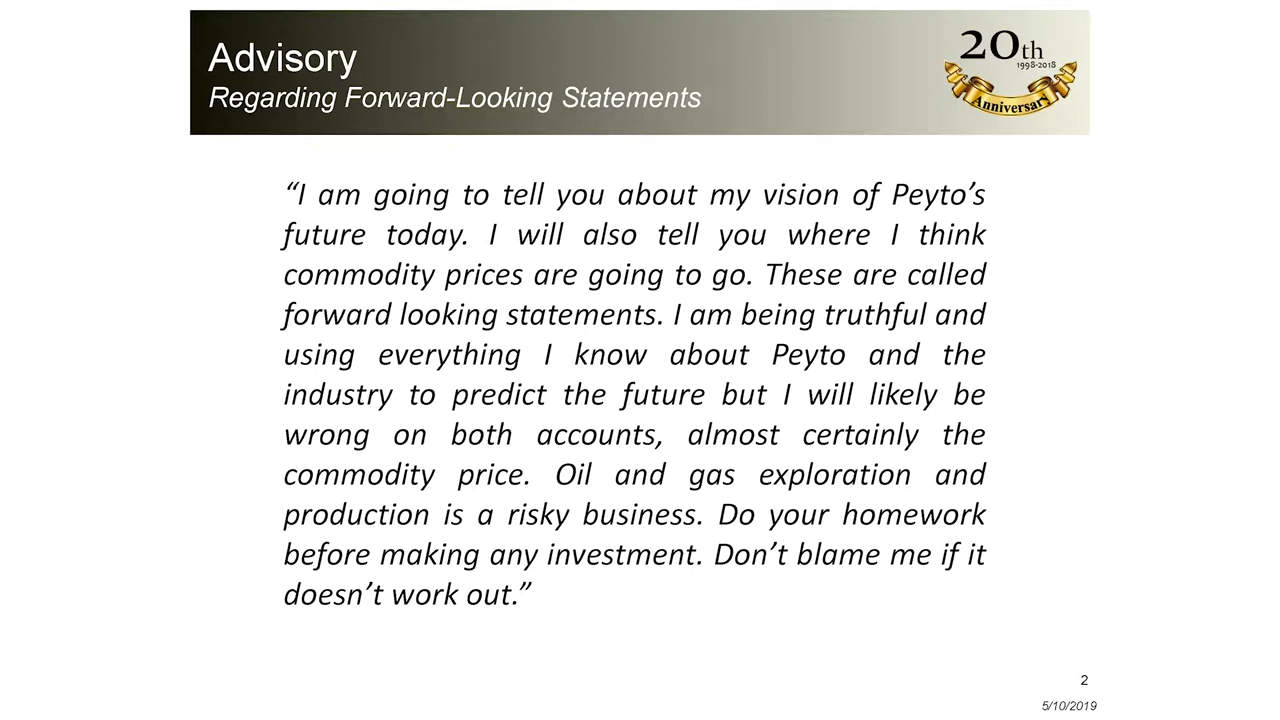 Advisory
Regarding Forward-Looking Statements
20th
1998-2018
Anniversary
“I am going to tell you about my vision of Peyto’s
future today. I will also tell you where I think
commodity prices are going to go. These are called
forward looking statements. I am being truthful and
using everything I know about Peyto and the
industry to predict the future but I will likely be
wrong on both accounts, almost certainly the
commodity price. Oil and gas exploration and
production is a risky business. Do your homework
before making any investment. Don’t blame me if it
doesn’t work out.”
2
5/10/2019